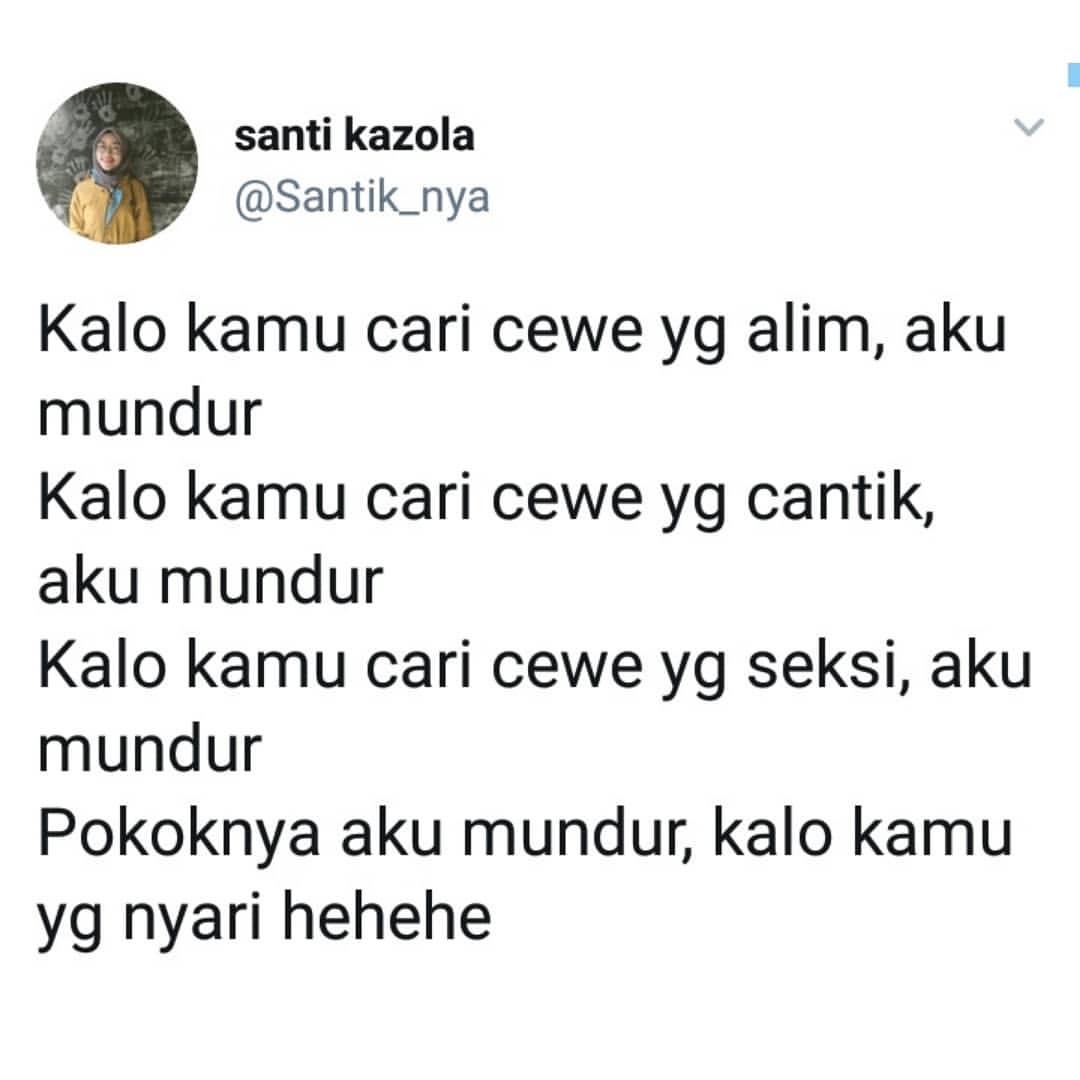 santi kazola
@Santik_nya
Kalo kamu cari cewe yg alim, aku
mundur
Kalo kamu cari cewe yg cantik,
aku mundur
Kalo kamu cari cewe yg seksi, aku
mundur
Pokoknya aku mundur, kalo kamu
yg nyari hehehe